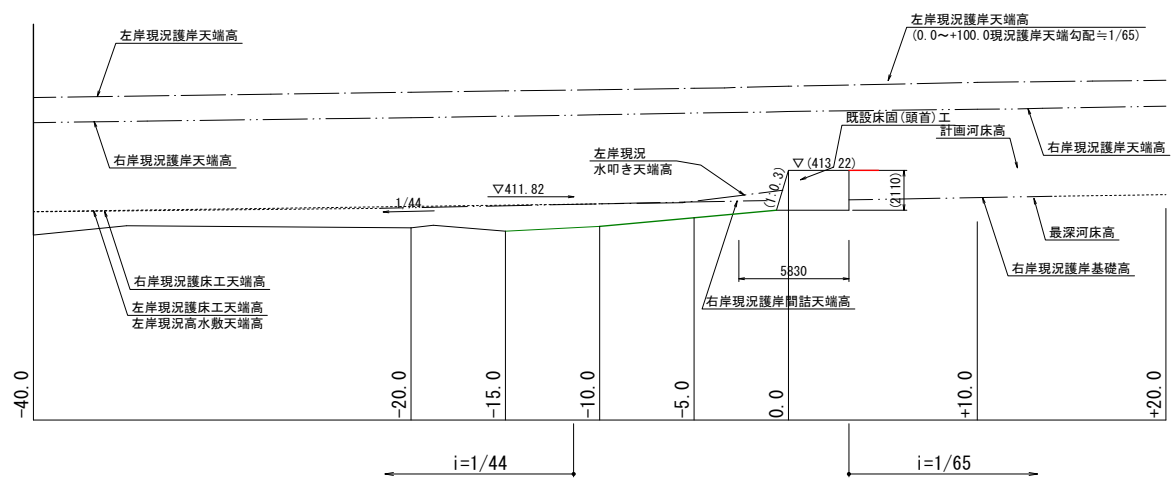 左岸現況護岸天端高
左岸現況護岸天端高
(0.0～+100.0現況護岸天端勾配≒1/65)
既設床固(頭首)工
計画河床高
右岸現況護岸天端高
右岸現況護岸天端高
左岸現況
水叩き天端高
▽(413.22)
▽411.82
1/44
(1:0.3)
(2110)
最深河床高
右岸現況護岸基礎高
5830
右岸現況護床工天端高
右岸現況護岸間詰天端高
左岸現況護床工天端高
左岸現況高水敷天端高
-40.0
-20.0
-15.0
-10.0
-5.0
0.0
+10.0
+20.0
i=1/44
i=1/65